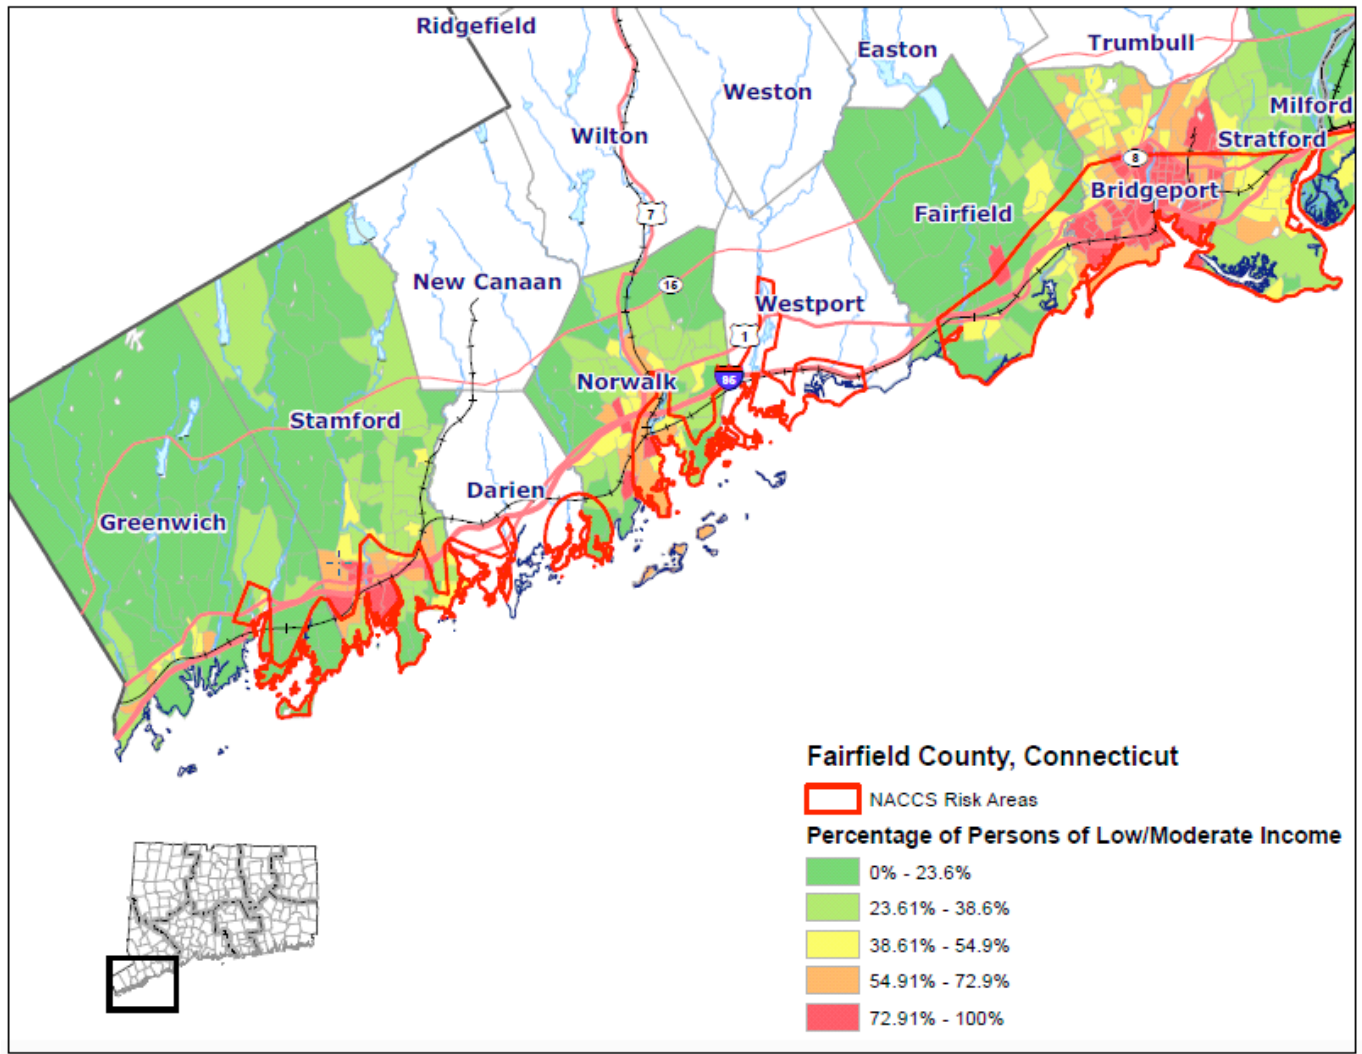 Ridgefield
Easton
Trumbull
Weston
Milford
Wilton
Stratford
8
Bridgeport
7
Fairfield
New Canaan
15
Westport
1
Norwalk
95
Stamford
Darien
Greenwich
Fairfield County, Connecticut
NACCS Risk Areas
Percentage of Persons of Low/Moderate Income
0% - 23.6%
23.61% - 38.6%
38.61% - 54.9%
54.91% - 72.9%
72.91% - 100%